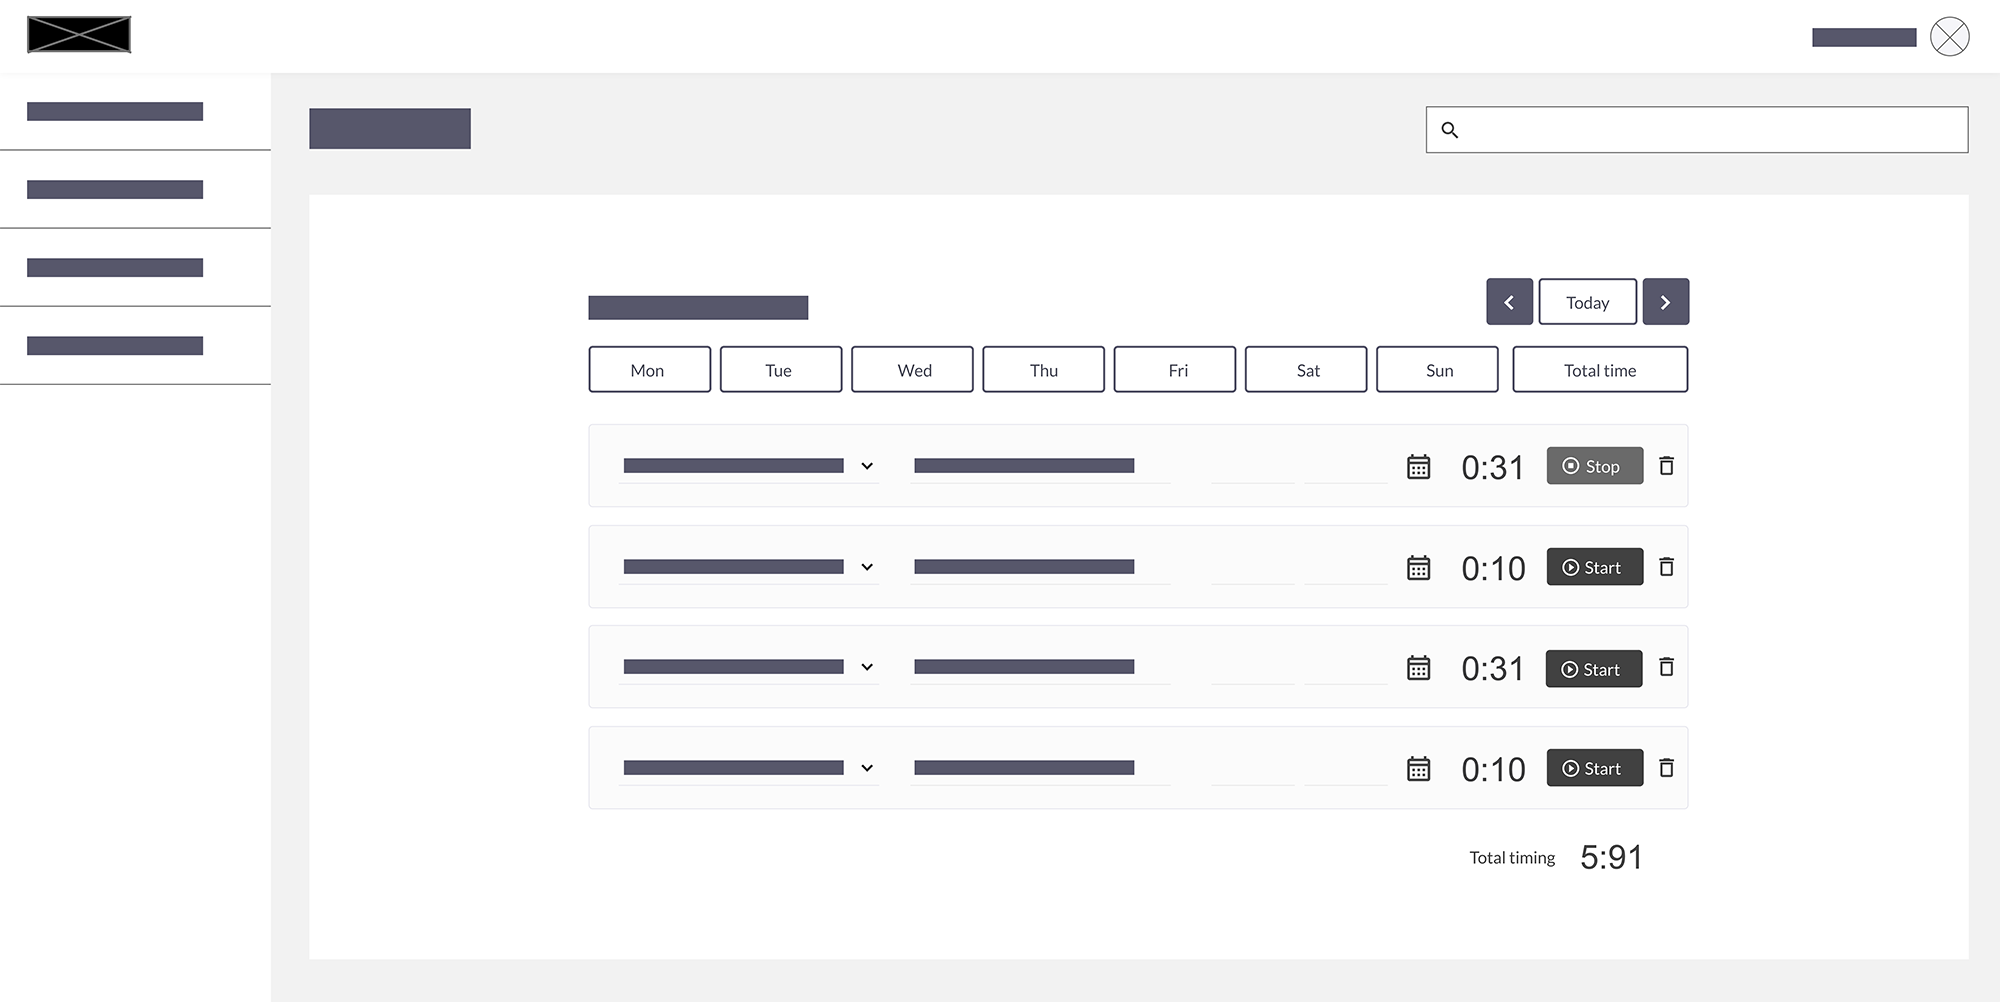 Today
Mon Tue Wed Thu Fri Sat Sun Total time
0:31 Stop
0:10 Start
0:31 Start
0:10 Start
Total timing 5:91